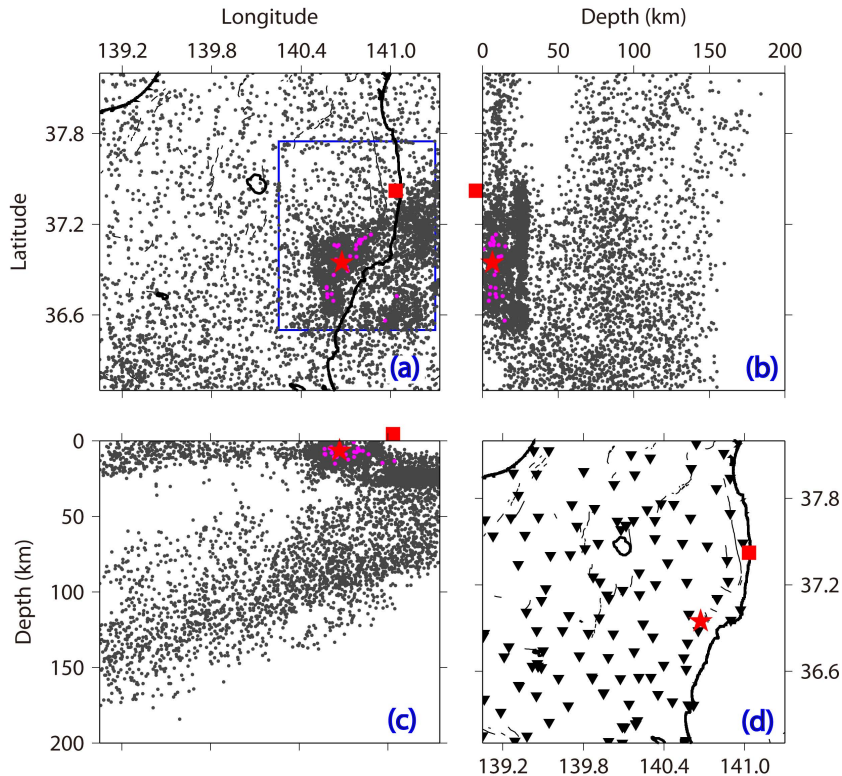 Longitude Depth (km)
139.2 139.8 140.4 141.0 0 50 100 150 200
37.8
37.2
36.6
Latitude
(a) (b)
0
50
100
150
200
Depth (km)
(c) (d)
37.8
37.2
36.6
139.2 139.8 140.4 141.0